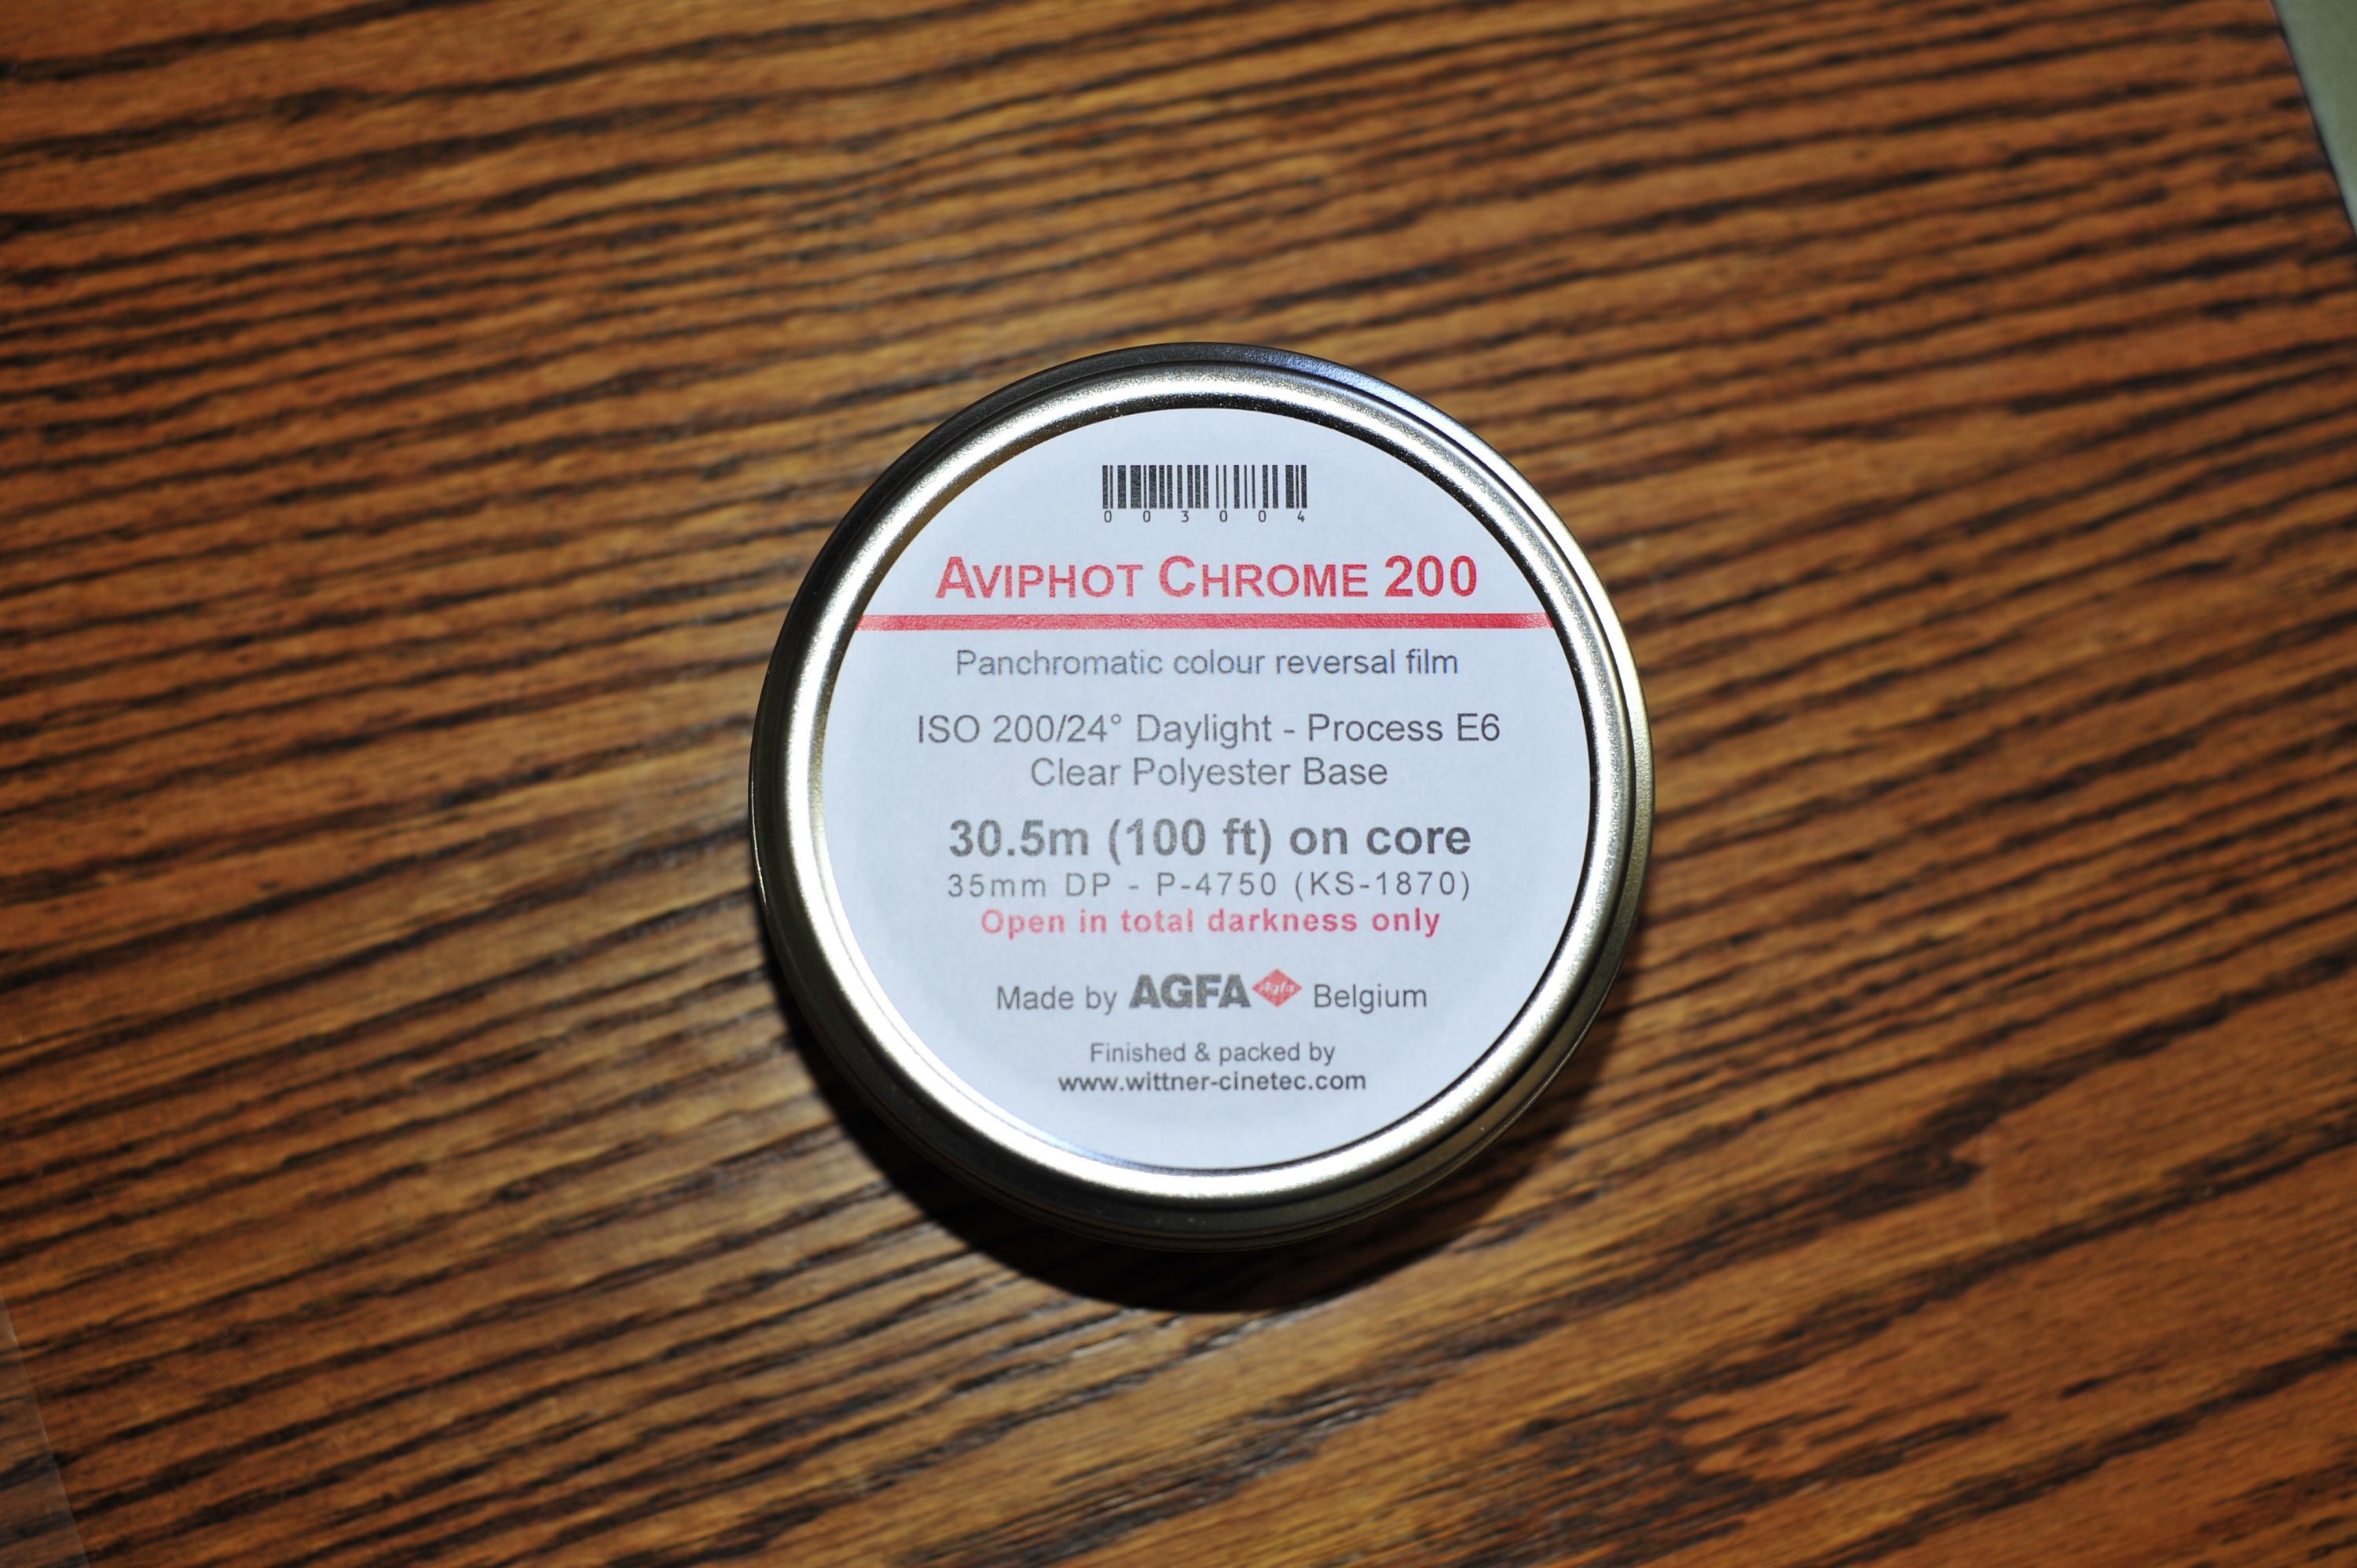 003004
AVIPHOT CHROME 200
Panchromatic colour reversal film
ISO 200/24° Daylight - Process E6
Clear Polyester Base
30.5m (100 ft) on core
35mm DP - P-4750 (KS-1870)
Open in total darkness only
Made by AGFA Agfa Belgium
Finished & packed by
www.wittner-cinetec.com